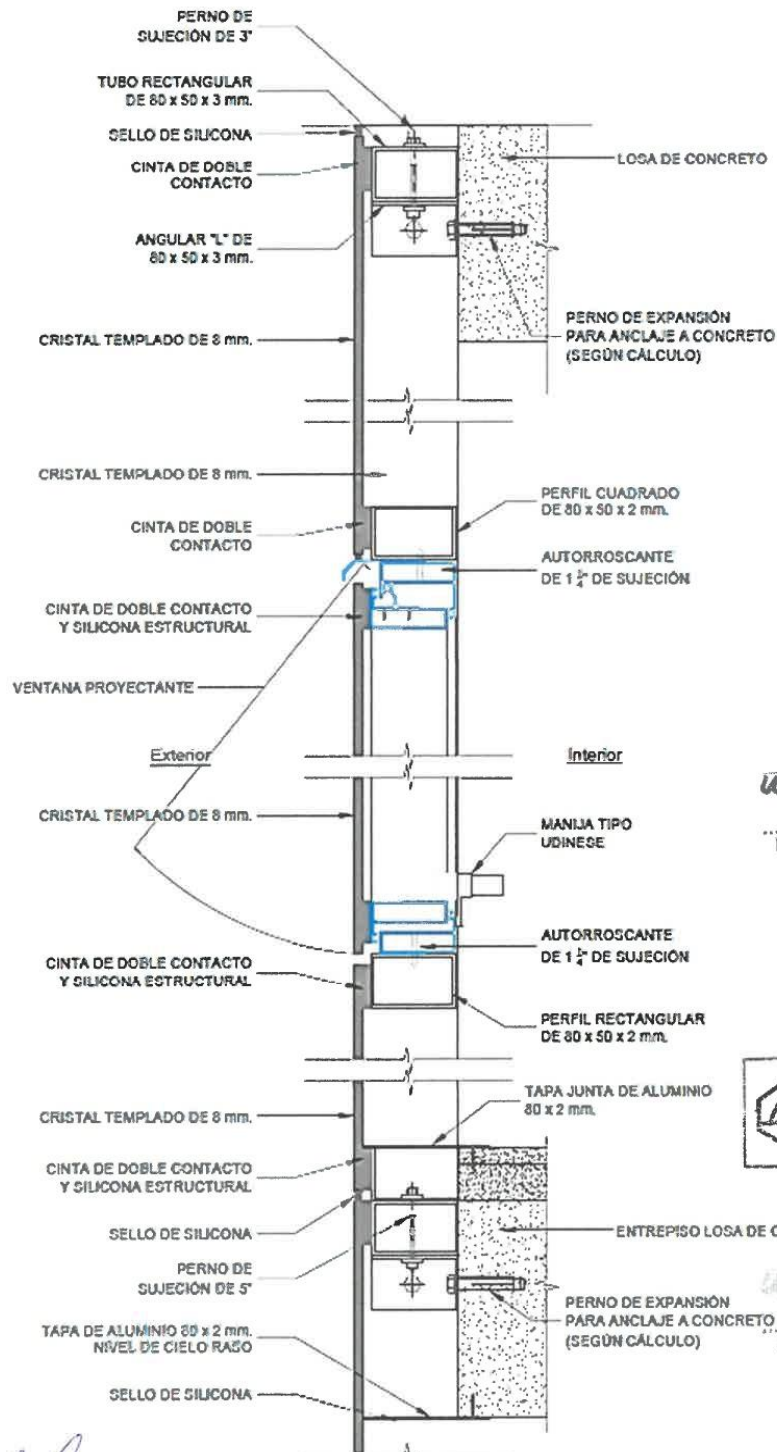 PERNO DE
SUJECIÓN DE 3"
TUBO RECTANGULAR
DE 80 x 50 x 3 mm.
SELLO DE SILICONA
CINTA DE DOBLE
CONTACTO
LOSA DE CONCRETO
ANGULAR "L" DE
80 x 50 x 3 mm.
PERNO DE EXPANSIÓN
PARA ANCLAJE A CONCRETO
(SEGÚN CÁLCULO)
CRISTAL TEMPLADO DE 8 mm.
CRISTAL TEMPLADO DE 8 mm.
PERFIL CUADRADO
DE 80 x 50 x 2 mm.
CINTA DE DOBLE
CONTACTO
AUTORROSCANTE
DE 1 3/4" DE SUJECIÓN
CINTA DE DOBLE CONTACTO
Y SILICONA ESTRUCTURAL
VENTANA PROYECTANTE
Exterior
Interior
CRISTAL TEMPLADO DE 8 mm.
MANIJA TIPO
UDINESE
AUTORROSCANTE
DE 1 3/4" DE SUJECIÓN
CINTA DE DOBLE CONTACTO
Y SILICONA ESTRUCTURAL
PERFIL RECTANGULAR
DE 80 x 50 x 2 mm.
TAPA JUNTA DE ALUMINIO
80 x 2 mm.
CRISTAL TEMPLADO DE 8 mm.
CINTA DE DOBLE CONTACTO
Y SILICONA ESTRUCTURAL
SELLO DE SILICONA
ENTREPISO LOSA DE C
PERNO DE
SUJECIÓN DE 5"
PERNO DE EXPANSIÓN
PARA ANCLAJE A CONCRETO
(SEGÚN CÁLCULO)
TAPA DE ALUMINIO 80 x 2 mm.
NIVEL DE CIELO RASO
SELLO DE SILICONA